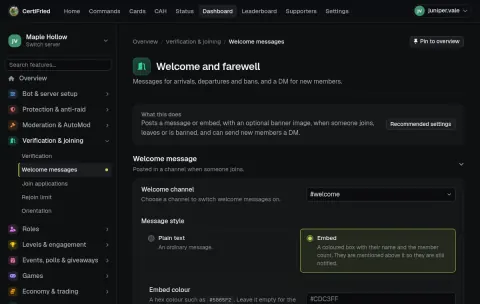 CertiFried
Home
Commands
Cards
CAH
Status
Dashboard
Leaderboard
Supporters
Settings
JV
juniper.vale
JV
Maple Hollow
Switch server
Search features...
Overview
Bot & server setup
Protection & anti-raid
Moderation & AutoMod
Verification & joining
Verification
Welcome messages
Join applications
Rejoin limit
Orientation
Roles
Levels & engagement
Events, polls & giveaways
Games
Economy & trading
Overview
Verification & joining
Welcome messages
Pin to overview
Welcome and farewell
Messages for arrivals, departures and bans, and a DM for new members.
What this does
Posts a message or embed, with an optional banner image, when someone joins,
leaves or is banned, and can send new members a DM.
Recommended settings
Welcome message
Posted in a channel when someone joins.
Welcome channel
Choose a channel to switch welcome messages on.
#welcome
Message style
Plain text
An ordinary message.
Embed
A coloured box with their name and the member
count. They are mentioned above it so they are still
notified.
Embed colour
A hex colour such as #5865F2. Leave it empty for the
#CDC3FF